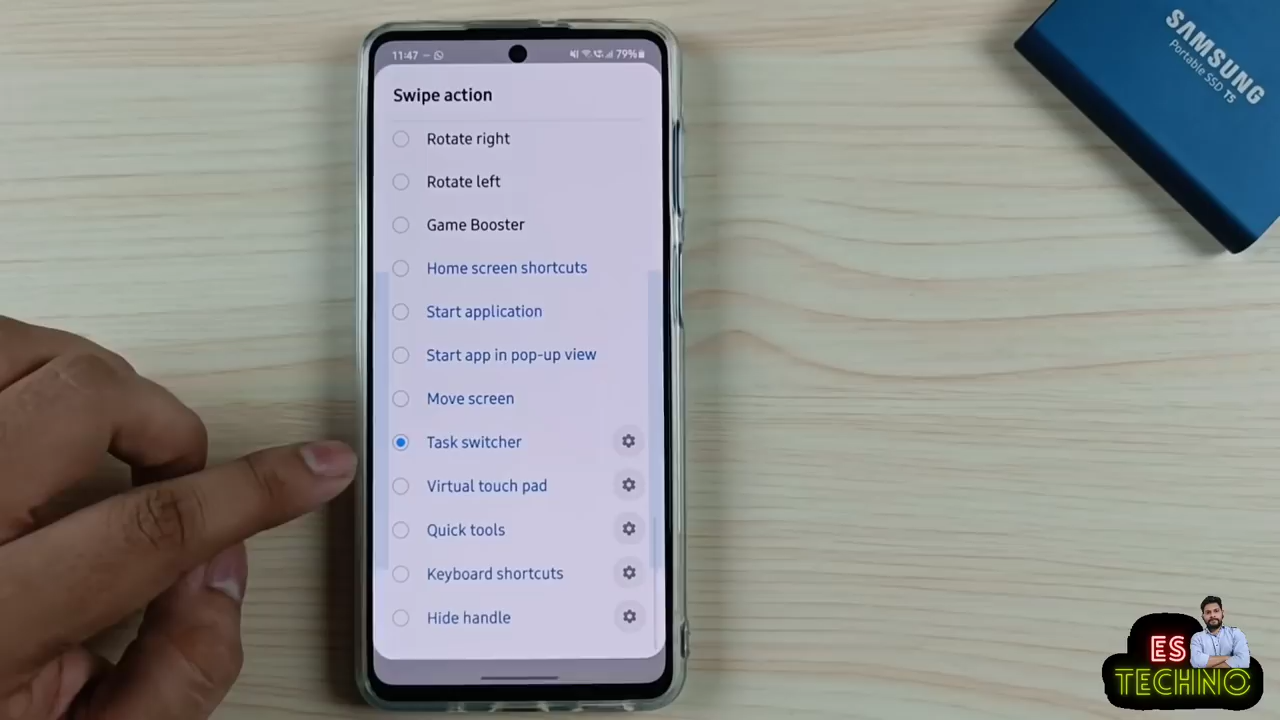 11:47
79%
Swipe action
Rotate right
Rotate left
Game Booster
Home screen shortcuts
Start application
Start app in pop-up view
Move screen
Task switcher
Virtual touch pad
Quick tools
Keyboard shortcuts
Hide handle
SAMSUNG
Portable SSD T5
ES
TECHNO